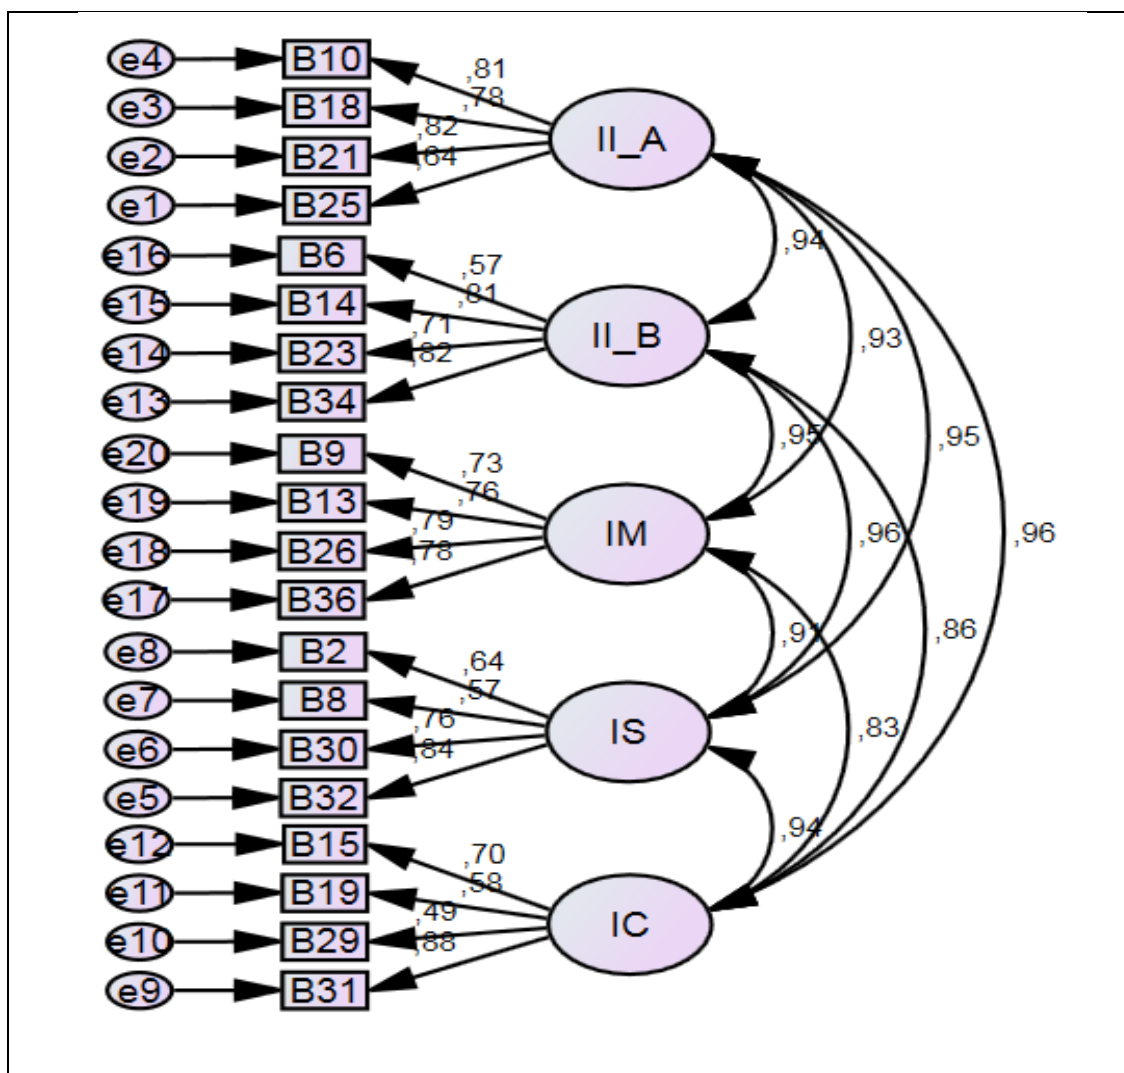 e4 B10 ,81
e3 B18 ,78
II_A
e2 B21 ,82
e1 B25 ,64
e16 B6 ,57
,94
e15 B14 ,81
II_B
e14 B23 ,71
,93
e13 B34 ,82
,95
,95
e20 B9 ,73
e19 B13 ,76
IM
,96
,96
e18 B26 ,79
e17 B36 ,78
e8 B2 ,64
,91
,86
e7 B8 ,57
IS
,83
e6 B30 ,76
e5 B32 ,84
e12 B15 ,70
,94
e11 B19 ,58
IC
e10 B29 ,49
e9 B31 ,88